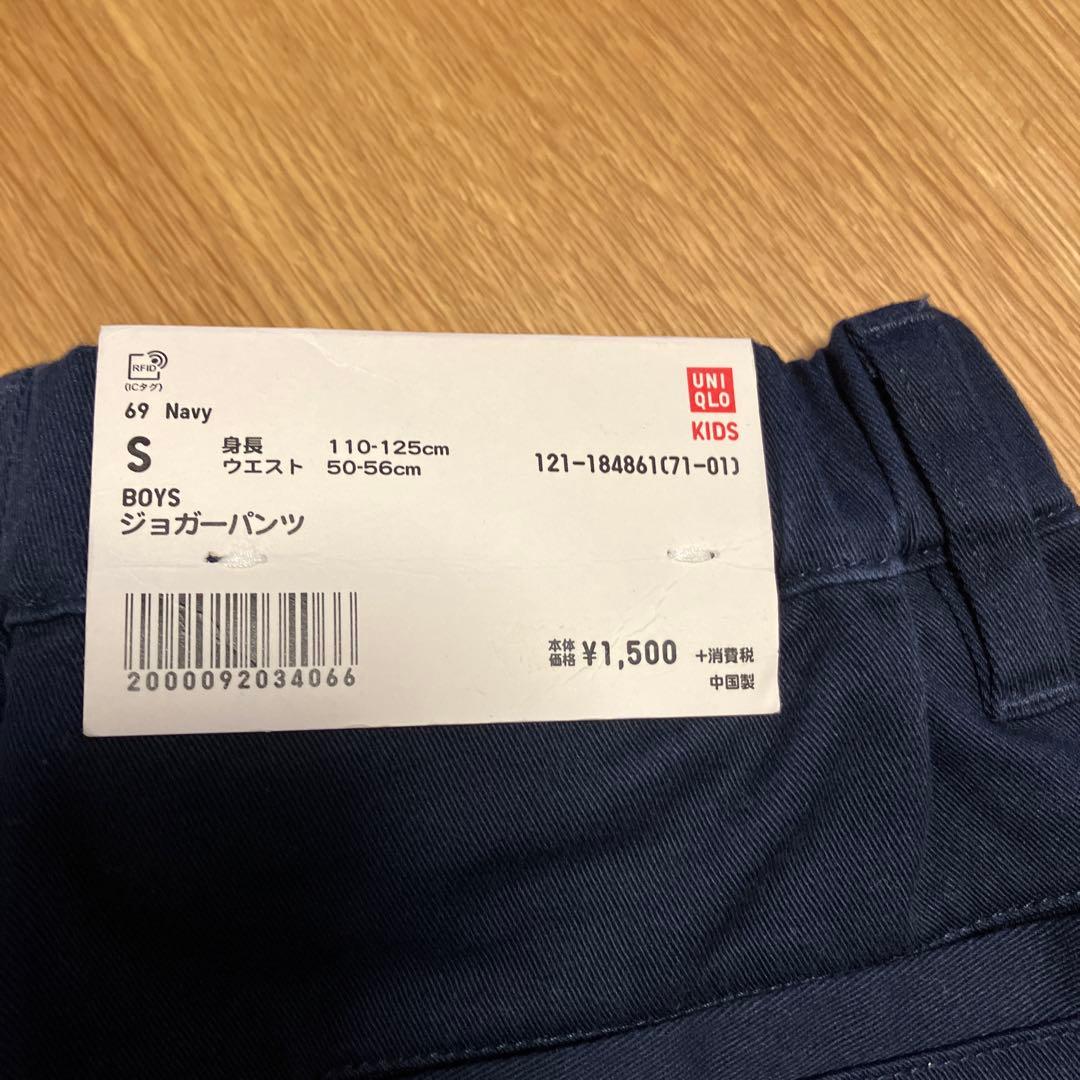 RFID
(ICタグ)
69 Navy
UNI
QLO
KIDS
S 身長 110-125cm
ウエスト 50-56cm
121-184861(71-01)
BOYS
ジョガーパンツ
2000092034066
本体価格 ¥1,500 +消費税
中国製